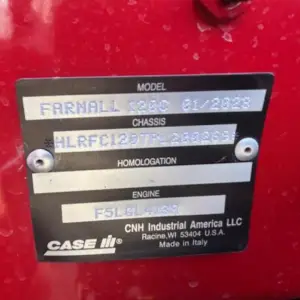 MODEL
FARMALL 120C 01/2023
CHASSIS
HOMOLOGATION
ENGINE
CNH Industrial America LLC
Racine,WI 53404 U.S.A.
Made in Italy
CASE IH